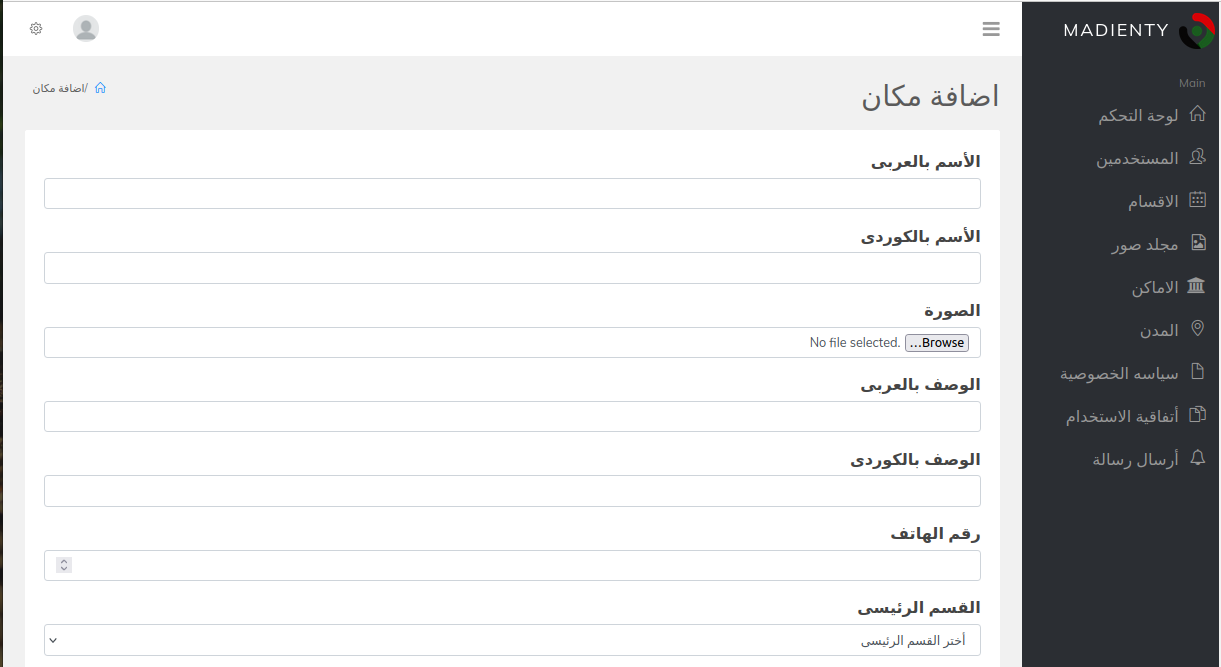 MADIENTY
Main
لوحة التحكم
المستخدمين
الاقسام
مجلد صور
الاماكن
المدن
سياسه الخصوصية
أتفاقية الاستخدام
أرسال رسالة
اضافة مكان
/اضافة مكان
الأسم بالعربى
الأسم بالكوردى
الصورة
Browse... No file selected.
الوصف بالعربى
الوصف بالكوردى
رقم الهاتف
القسم الرئيسى
أختر القسم الرئيسى